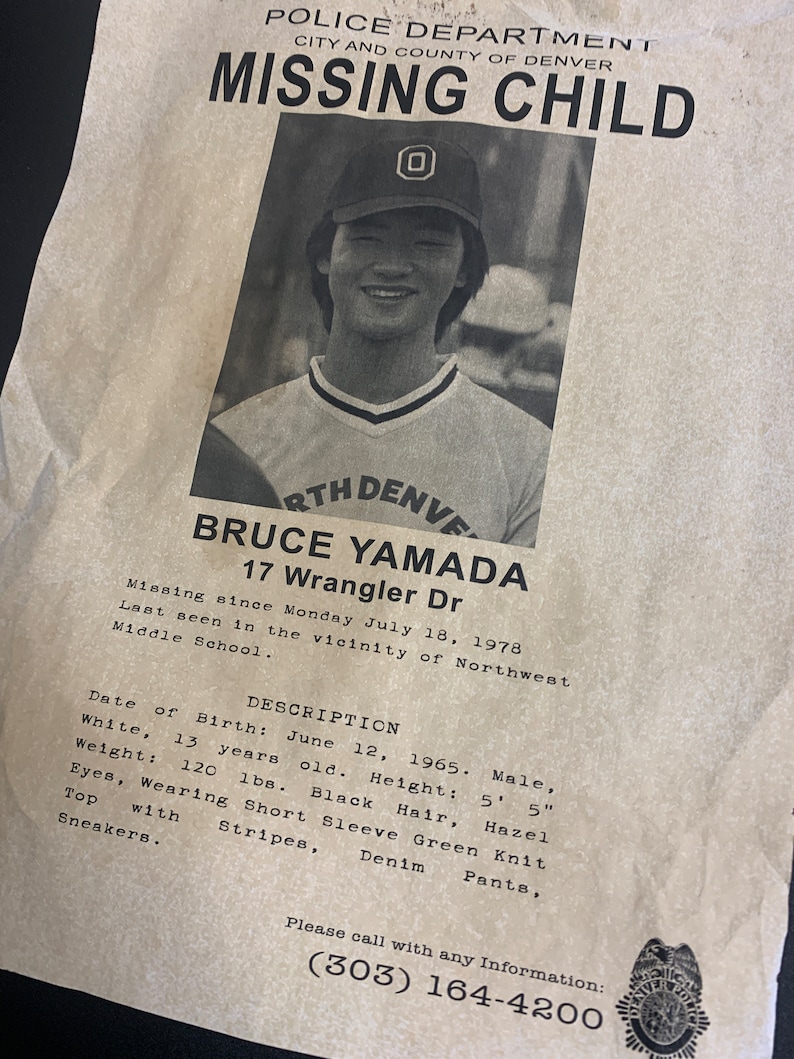 POLICE DEPARTMENT
CITY AND COUNTY OF DENVER
MISSING CHILD
O
RTH DENVE
BRUCE YAMADA
17 Wrangler Dr
Missing since Monday July 18, 1978
Last seen in the vicinity of Northwest
Middle School.
DESCRIPTION
Date of Birth: June 12, 1965. Male,
White, 13 years old. Height: 5' 5"
Weight: 120 lbs. Black Hair, Hazel
Eyes, Wearing Short Sleeve Green Knit
Top with Stripes, Denim Pants,
Sneakers.
Please call with any Information:
(303) 164-4200
DENVER POLICE